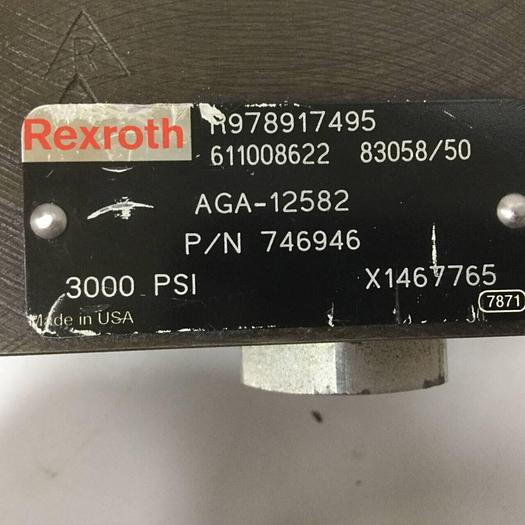 R
Rexroth
R978917495
611008622 83058/50
AGA-12582
P/N 746946
3000 PSI X1467765
Made in USA 7871